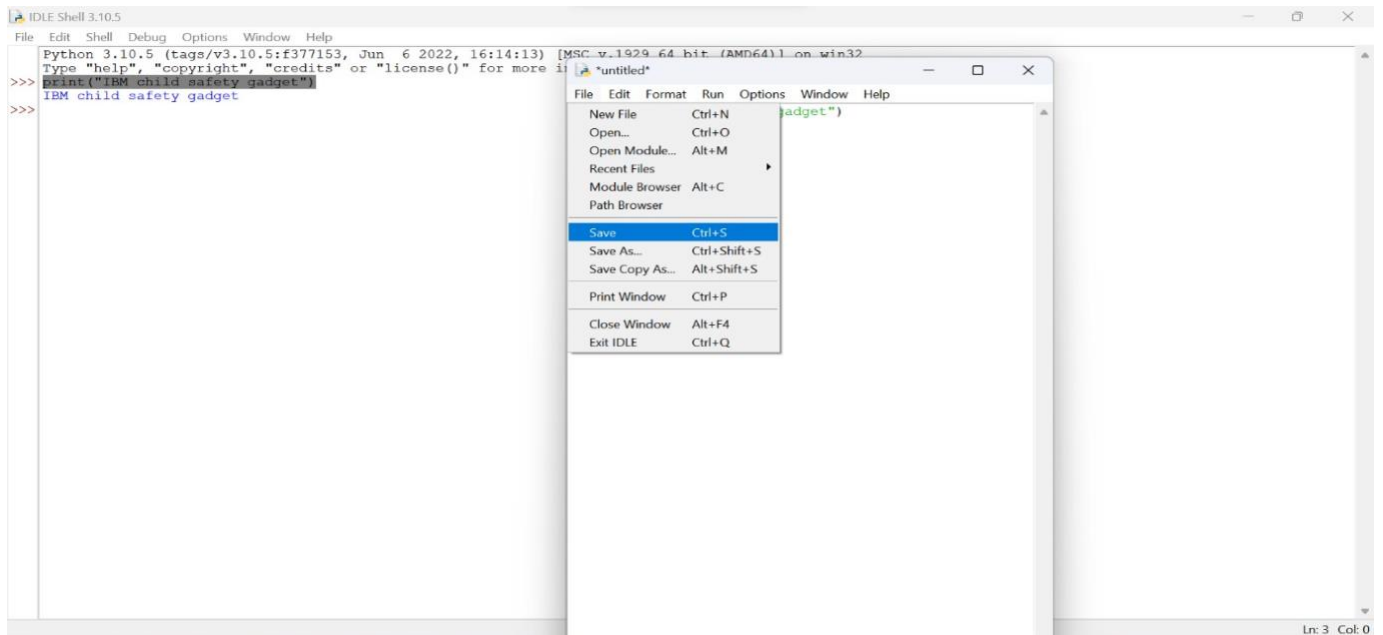 IDLE Shell 3.10.5
File Edit Shell Debug Options Window Help
Python 3.10.5 (tags/v3.10.5:f377153, Jun 6 2022, 16:14:13) [MSC v.1929 64 bit (AMD64)] on win32
Type "help", "copyright", "credits" or "license()" for more
>>> print("IBM child safety gadget")
IBM child safety gadget
>>>
*untitled*
File Edit Format Run Options Window Help
adget")
New File Ctrl+N
Open... Ctrl+O
Open Module... Alt+M
Recent Files
Module Browser Alt+C
Path Browser
Save Ctrl+S
Save As... Ctrl+Shift+S
Save Copy As... Alt+Shift+S
Print Window Ctrl+P
Close Window Alt+F4
Exit IDLE Ctrl+Q
Ln: 3 Col: 0